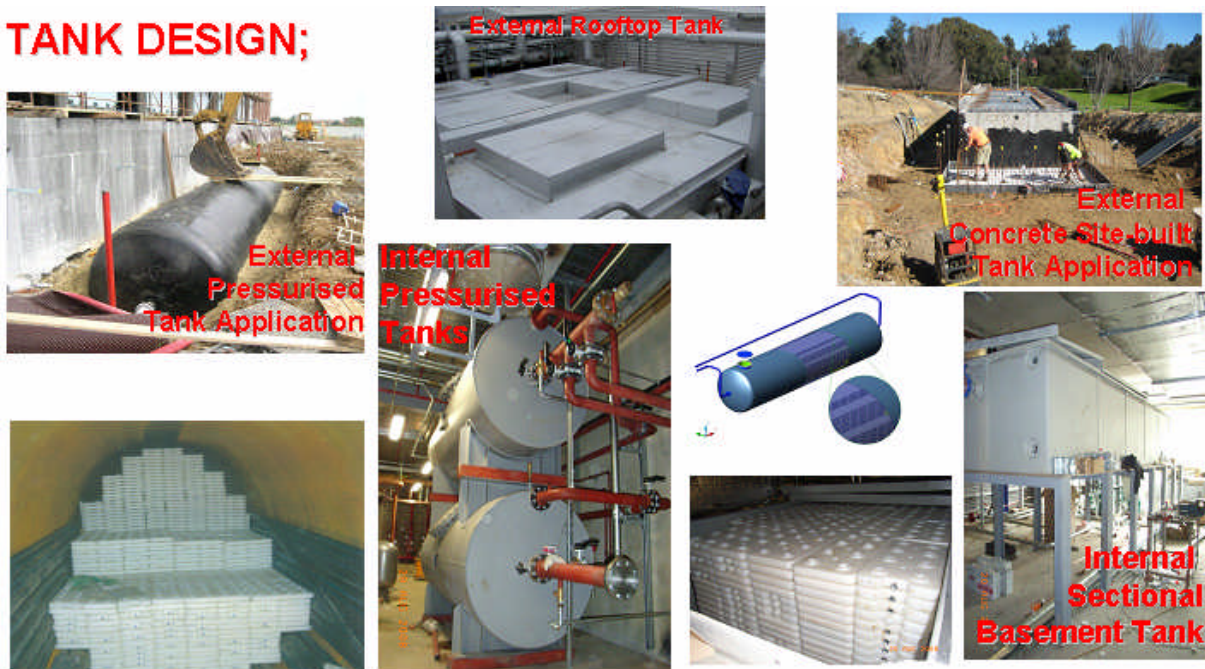 TANK DESIGN;
External Rooftop Tank
External
Pressurised
Tank Application
Internal
Pressurised
Tanks
External
Concrete Site-built
Tank Application
Internal
Sectional
Basement Tank